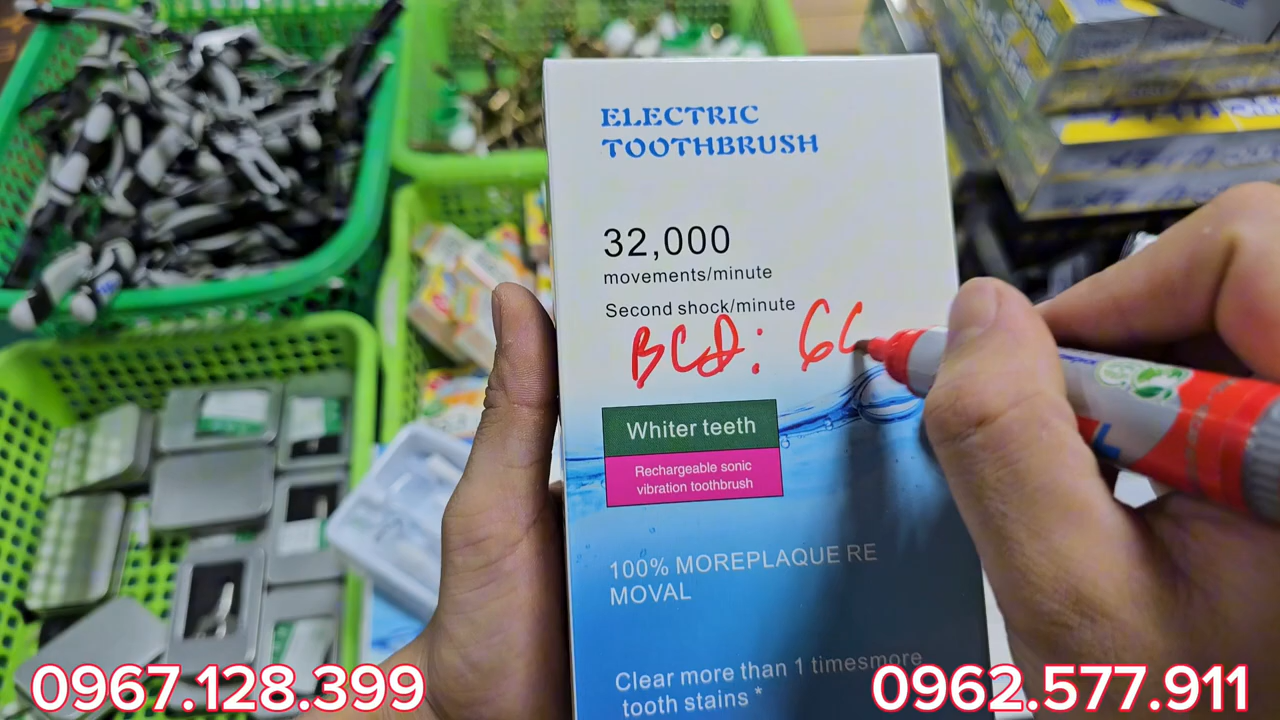 ELECTRIC
TOOTHBRUSH
32,000
movements/minute
Second shock/minute
BCD: 6
Whiter teeth
Rechargeable sonic
vibration toothbrush
100% MOREPLAQUE RE
MOVAL
Clear more than 1 timesmore
tooth stains *
0967.128.399
0962.577.911